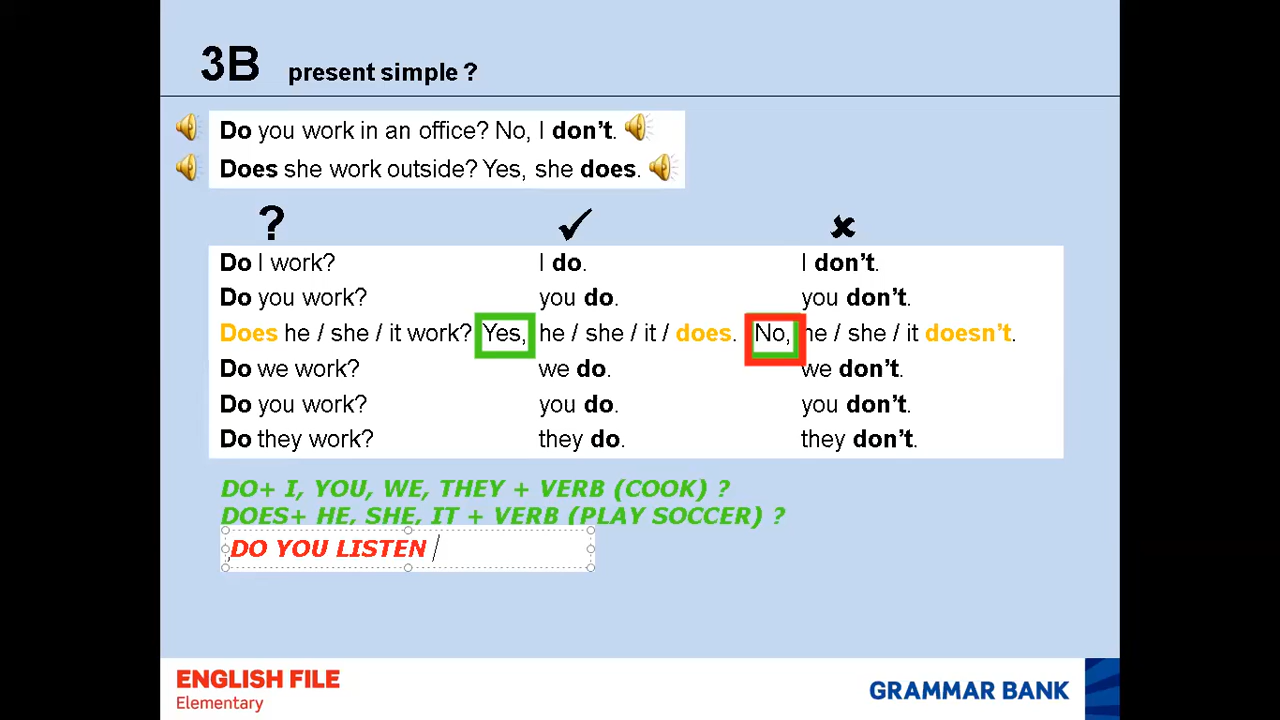 3B present simple ?
Do you work in an office? No, I don't.
Does she work outside? Yes, she does.
? ✓ ✘
Do I work? I do. I don't.
Do you work? you do. you don't.
Does he / she / it work? Yes, he / she / it / does. No, he / she / it doesn't.
Do we work? we do. we don't.
Do you work? you do. you don't.
Do they work? they do. they don't.
DO+ I, YOU, WE, THEY + VERB (COOK) ?
DOES+ HE, SHE, IT + VERB (PLAY SOCCER) ?
DO YOU LISTEN
ENGLISH FILE
Elementary
GRAMMAR BANK